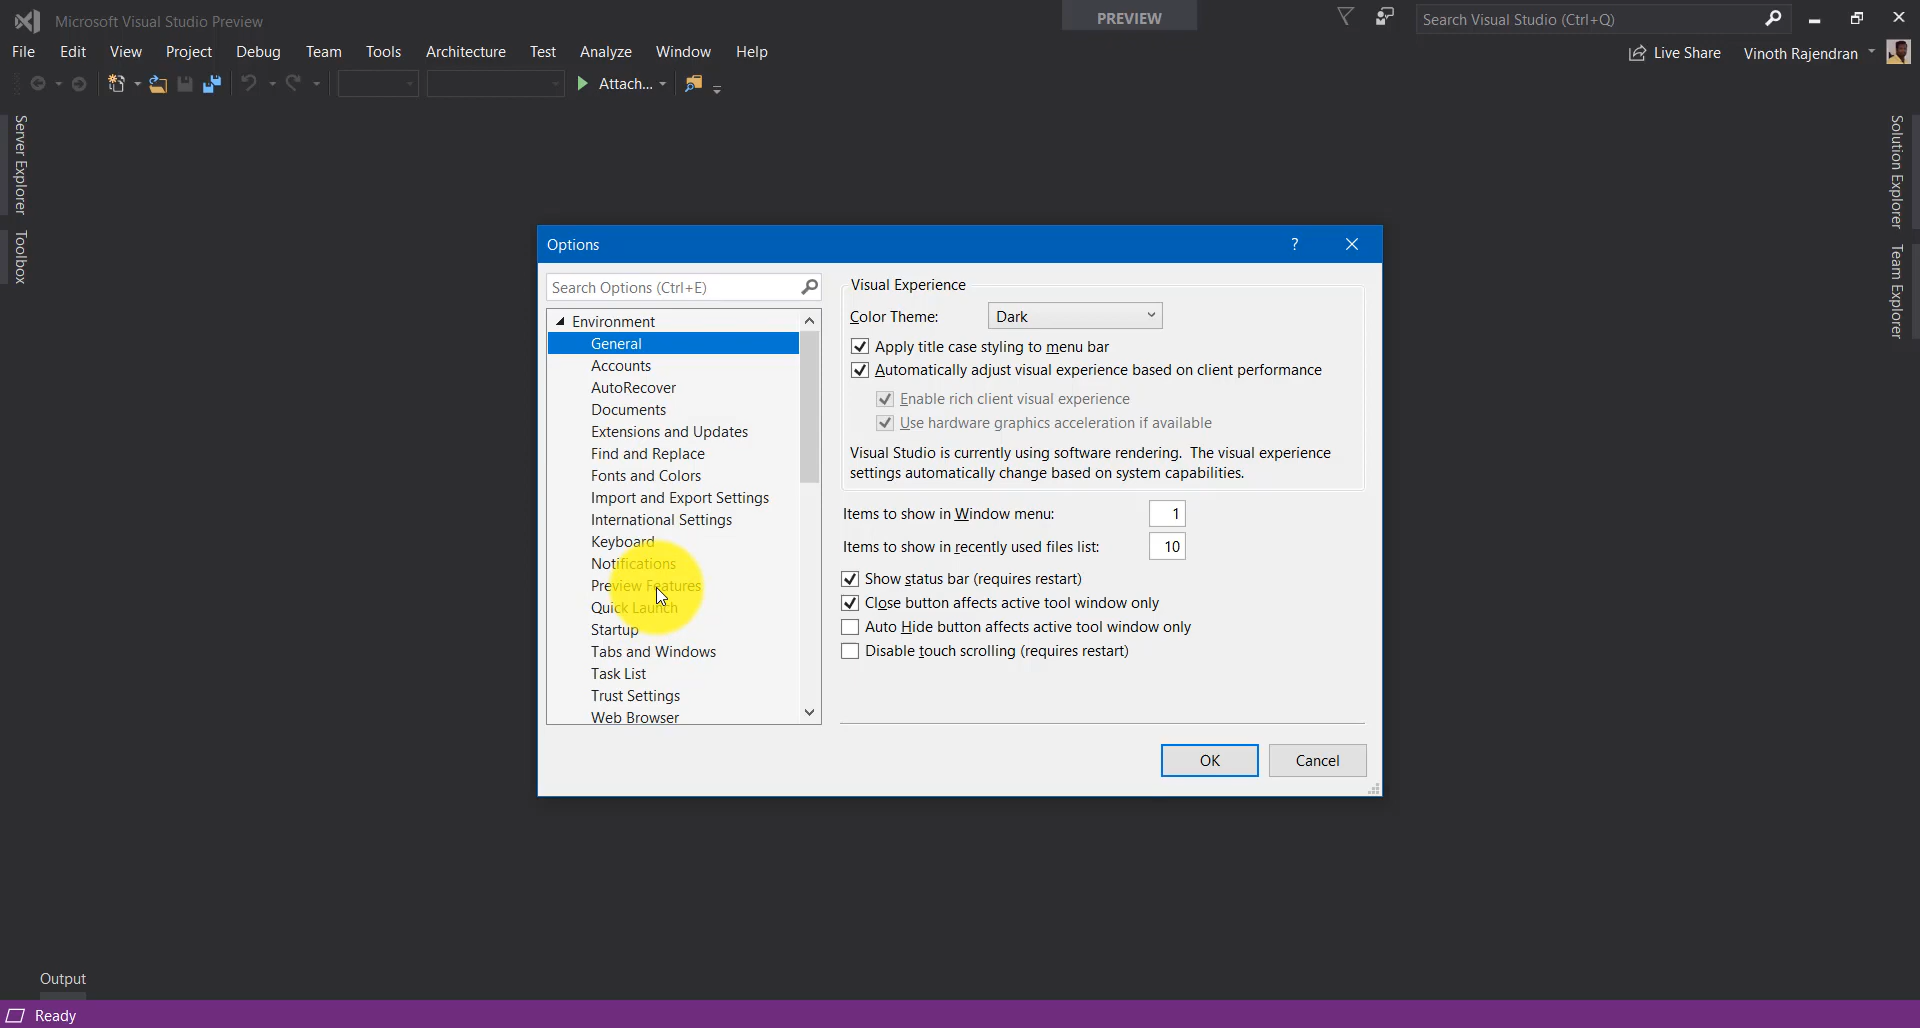 Microsoft Visual Studio Preview
PREVIEW
Search Visual Studio (Ctrl+Q)
File Edit View Project Debug Team Tools Architecture Test Analyze Window Help
Live Share Vinoth Rajendran
Attach...
Server Explorer
Toolbox
Solution Explorer
Team Explorer
Options
?
Search Options (Ctrl+E)
Environment
General
Accounts
AutoRecover
Documents
Extensions and Updates
Find and Replace
Fonts and Colors
Import and Export Settings
International Settings
Keyboard
Notifications
Preview Features
Quick Launch
Startup
Tabs and Windows
Task List
Trust Settings
Web Browser
Visual Experience
Color Theme: Dark
Apply title case styling to menu bar
Automatically adjust visual experience based on client performance
Enable rich client visual experience
Use hardware graphics acceleration if available
Visual Studio is currently using software rendering. The visual experience
settings automatically change based on system capabilities.
Items to show in Window menu: 1
Items to show in recently used files list: 10
Show status bar (requires restart)
Close button affects active tool window only
Auto Hide button affects active tool window only
Disable touch scrolling (requires restart)
OK Cancel
Output
Ready